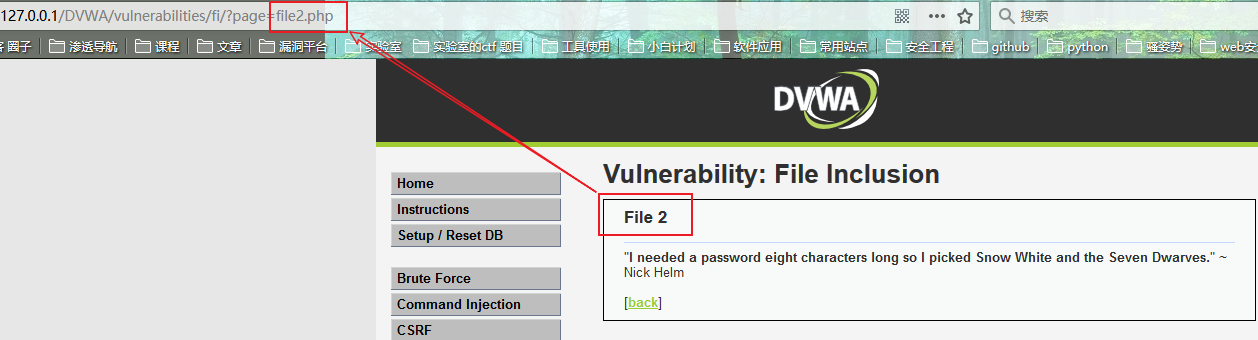 127.0.0.1/DVWA/vulnerabilities/fi/?page=file2.php
搜索
圈子 渗透导航 课程 文章 漏洞平台 实验室 实验室的ctf 题目 工具使用 小白计划 软件应用 常用站点 安全工程 github python 骚姿势 web安
DVWA
Vulnerability: File Inclusion
Home
Instructions
Setup / Reset DB
Brute Force
Command Injection
CSRF
File 2
"I needed a password eight characters long so I picked Snow White and the Seven Dwarves." ~
Nick Helm
[back]